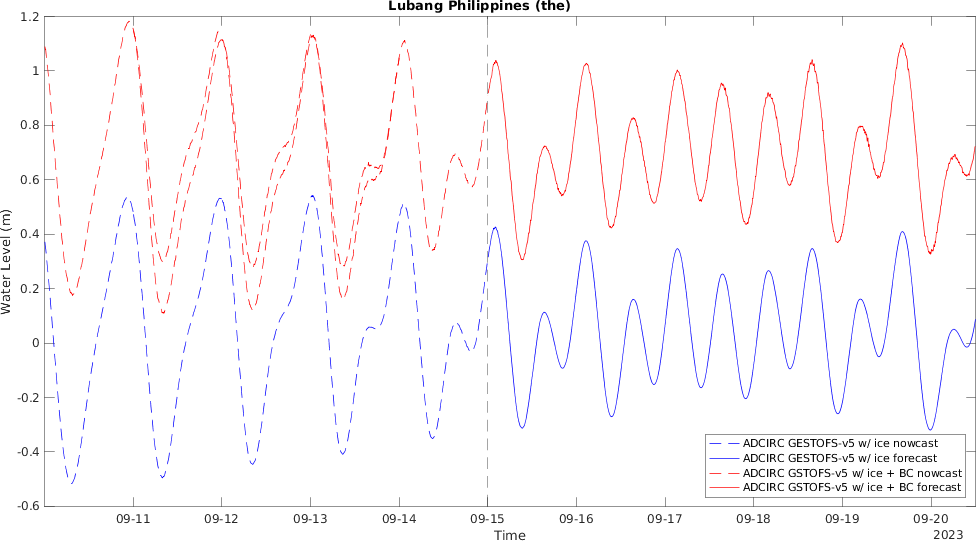 Lubang Philippines (the)
1.2
1
0.8
0.6
0.4
0.2
0
-0.2
-0.4
-0.6
Water Level (m)
ADCIRC GESTOFS-v5 w/ ice nowcast
ADCIRC GESTOFS-v5 w/ ice forecast
ADCIRC GSTOFS-v5 w/ ice + BC nowcast
ADCIRC GSTOFS-v5 w/ ice + BC forecast
09-11 09-12 09-13 09-14 09-15 09-16 09-17 09-18 09-19 09-20
Time 2023